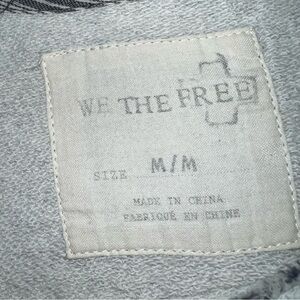 WE THE FREE
SIZE M/M
MADE IN CHINA
FABRIQUÉ EN CHINE